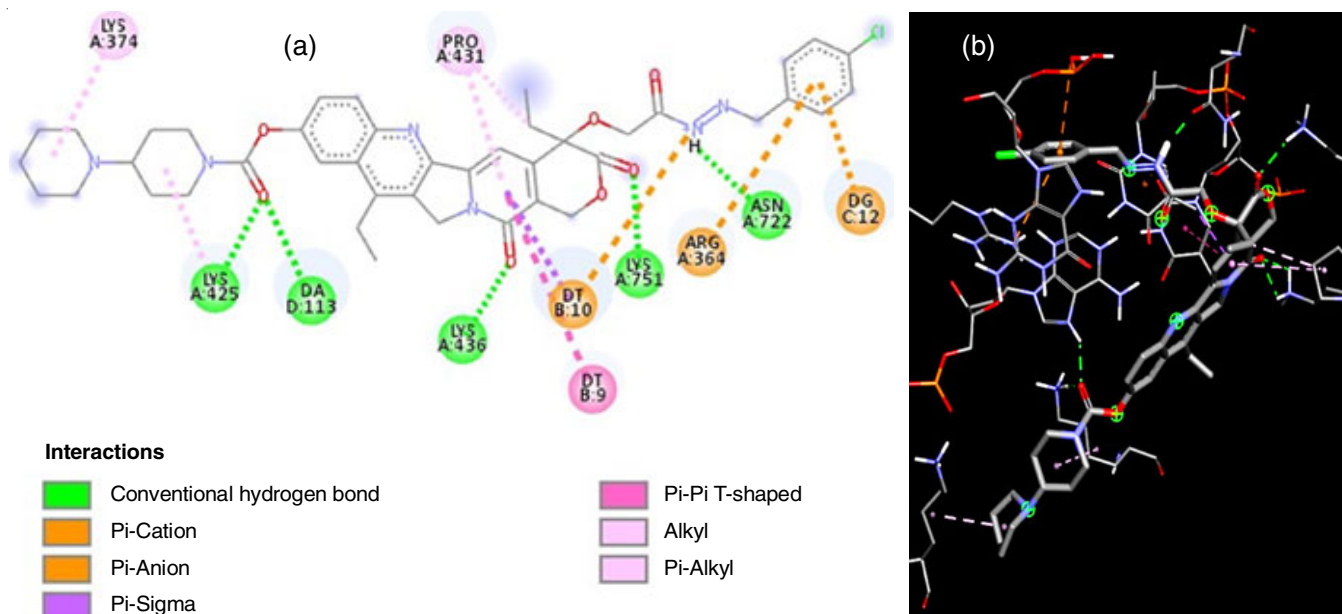 (a)
(b)
LYS
A:374
PRO
A:431
Cl
O
O
N
N
O
N
N
O
O
O
O
O
N
N
H
LYS
A:425
DA
D:113
LYS
A:436
DT
B:10
DT
B:9
LYS
A:751
ARG
A:364
ASN
A:722
DG
C:12
Interactions
Conventional hydrogen bond
Pi-Cation
Pi-Anion
Pi-Sigma
Pi-Pi T-shaped
Alkyl
Pi-Alkyl